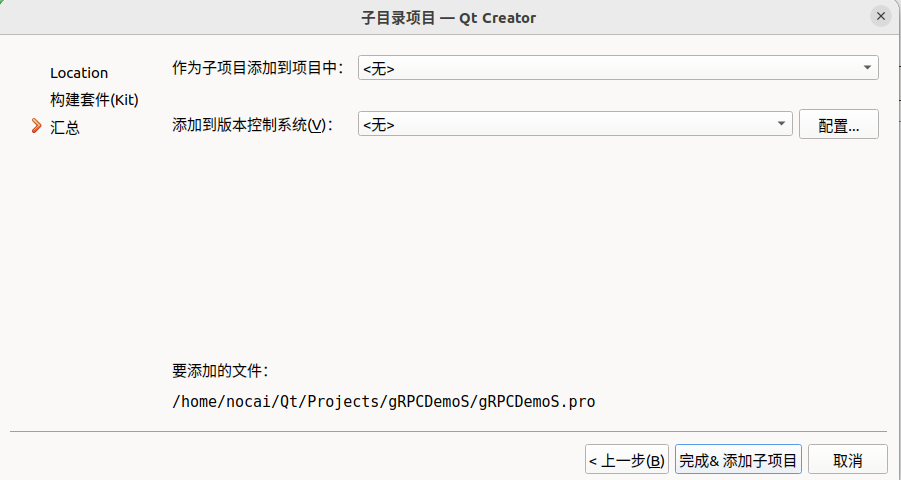 子目录项目 — Qt Creator
Location
构建套件(Kit)
汇总
作为子项目添加到项目中：
<无>
添加到版本控制系统(V)：
<无>
配置...
要添加的文件：
/home/nocai/Qt/Projects/gRPCDemoS/gRPCDemoS.pro
< 上一步(B)
完成& 添加子项目
取消